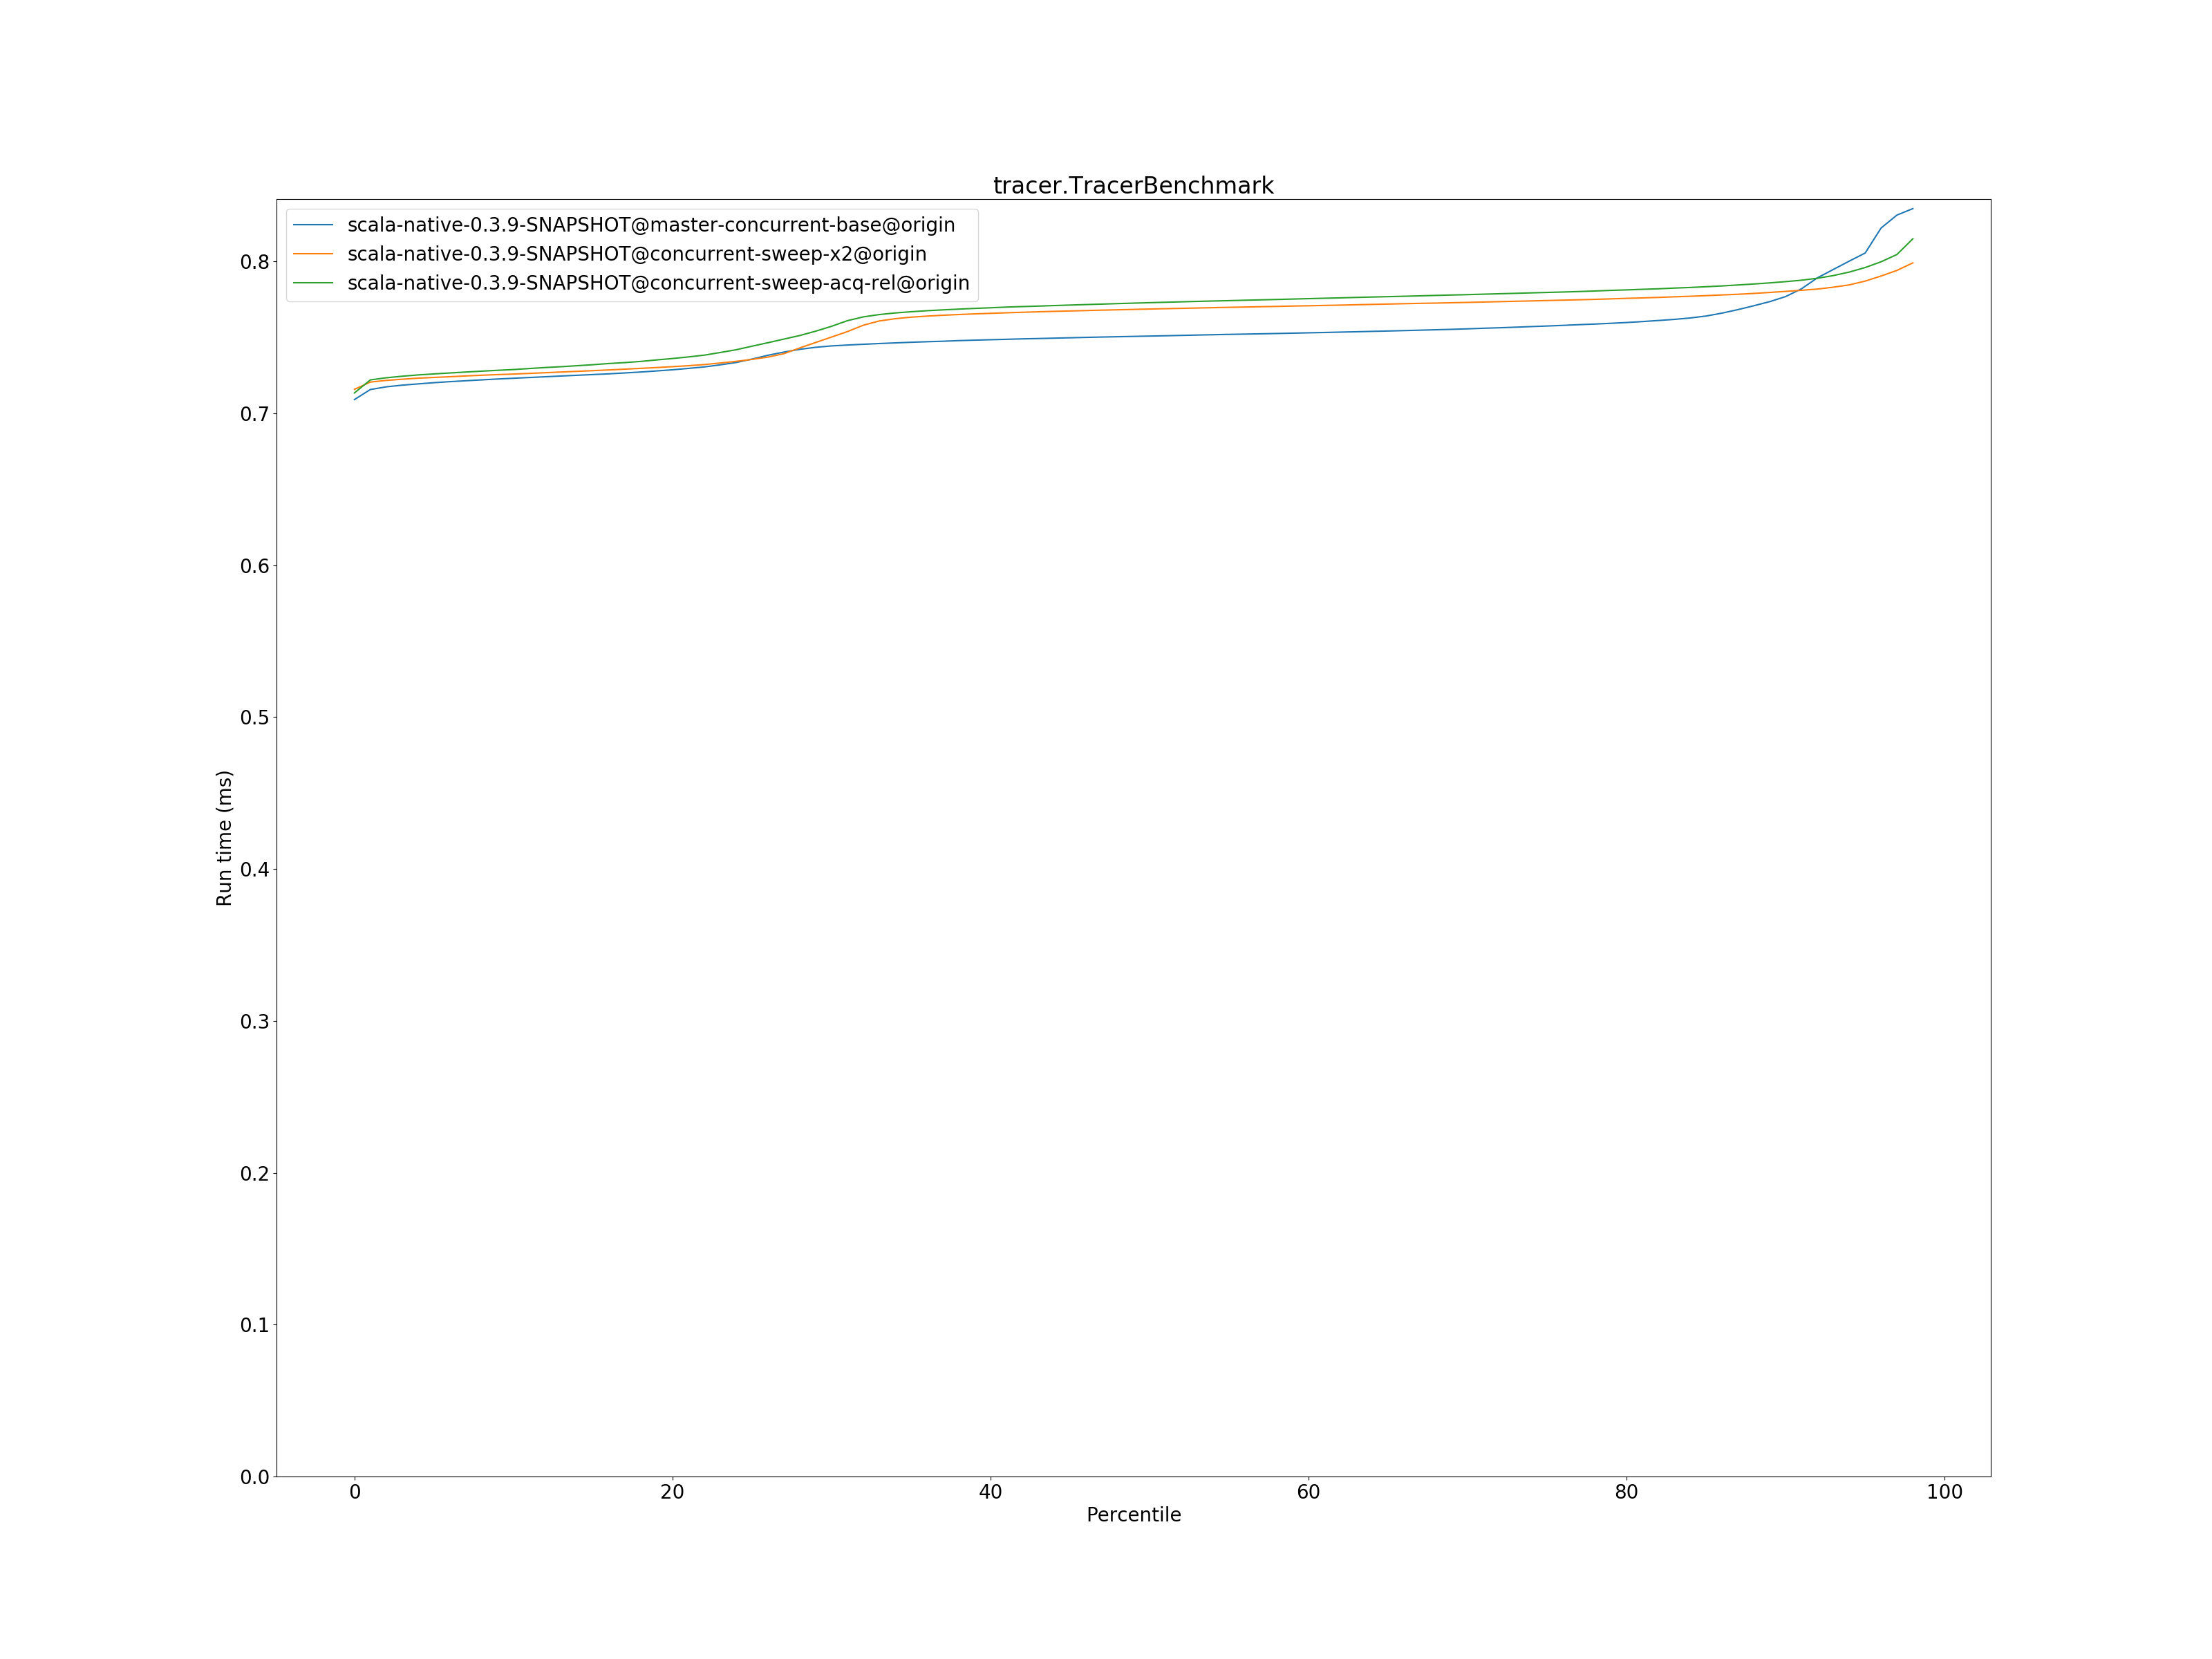 tracer.TracerBenchmark
scala-native-0.3.9-SNAPSHOT@master-concurrent-base@origin
scala-native-0.3.9-SNAPSHOT@concurrent-sweep-x2@origin
scala-native-0.3.9-SNAPSHOT@concurrent-sweep-acq-rel@origin
0.8
0.7
0.6
0.5
0.4
0.3
0.2
0.1
0.0
Run time (ms)
0 20 40 60 80 100
Percentile